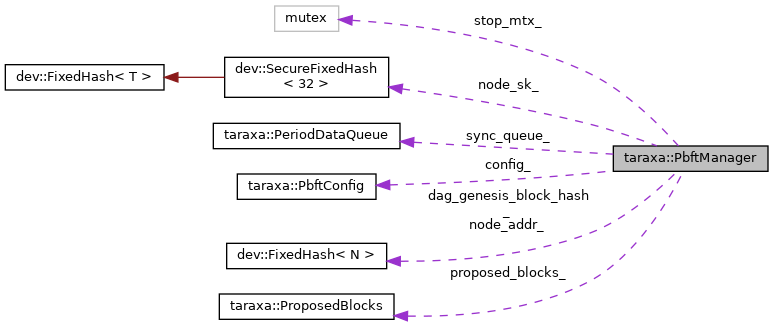 mutex
stop_mtx_
dev::FixedHash< T >
dev::SecureFixedHash
< 32 >
node_sk_
taraxa::PeriodDataQueue
sync_queue_
taraxa::PbftManager
config_
taraxa::PbftConfig
dag_genesis_block_hash
_
node_addr_
dev::FixedHash< N >
proposed_blocks_
taraxa::ProposedBlocks